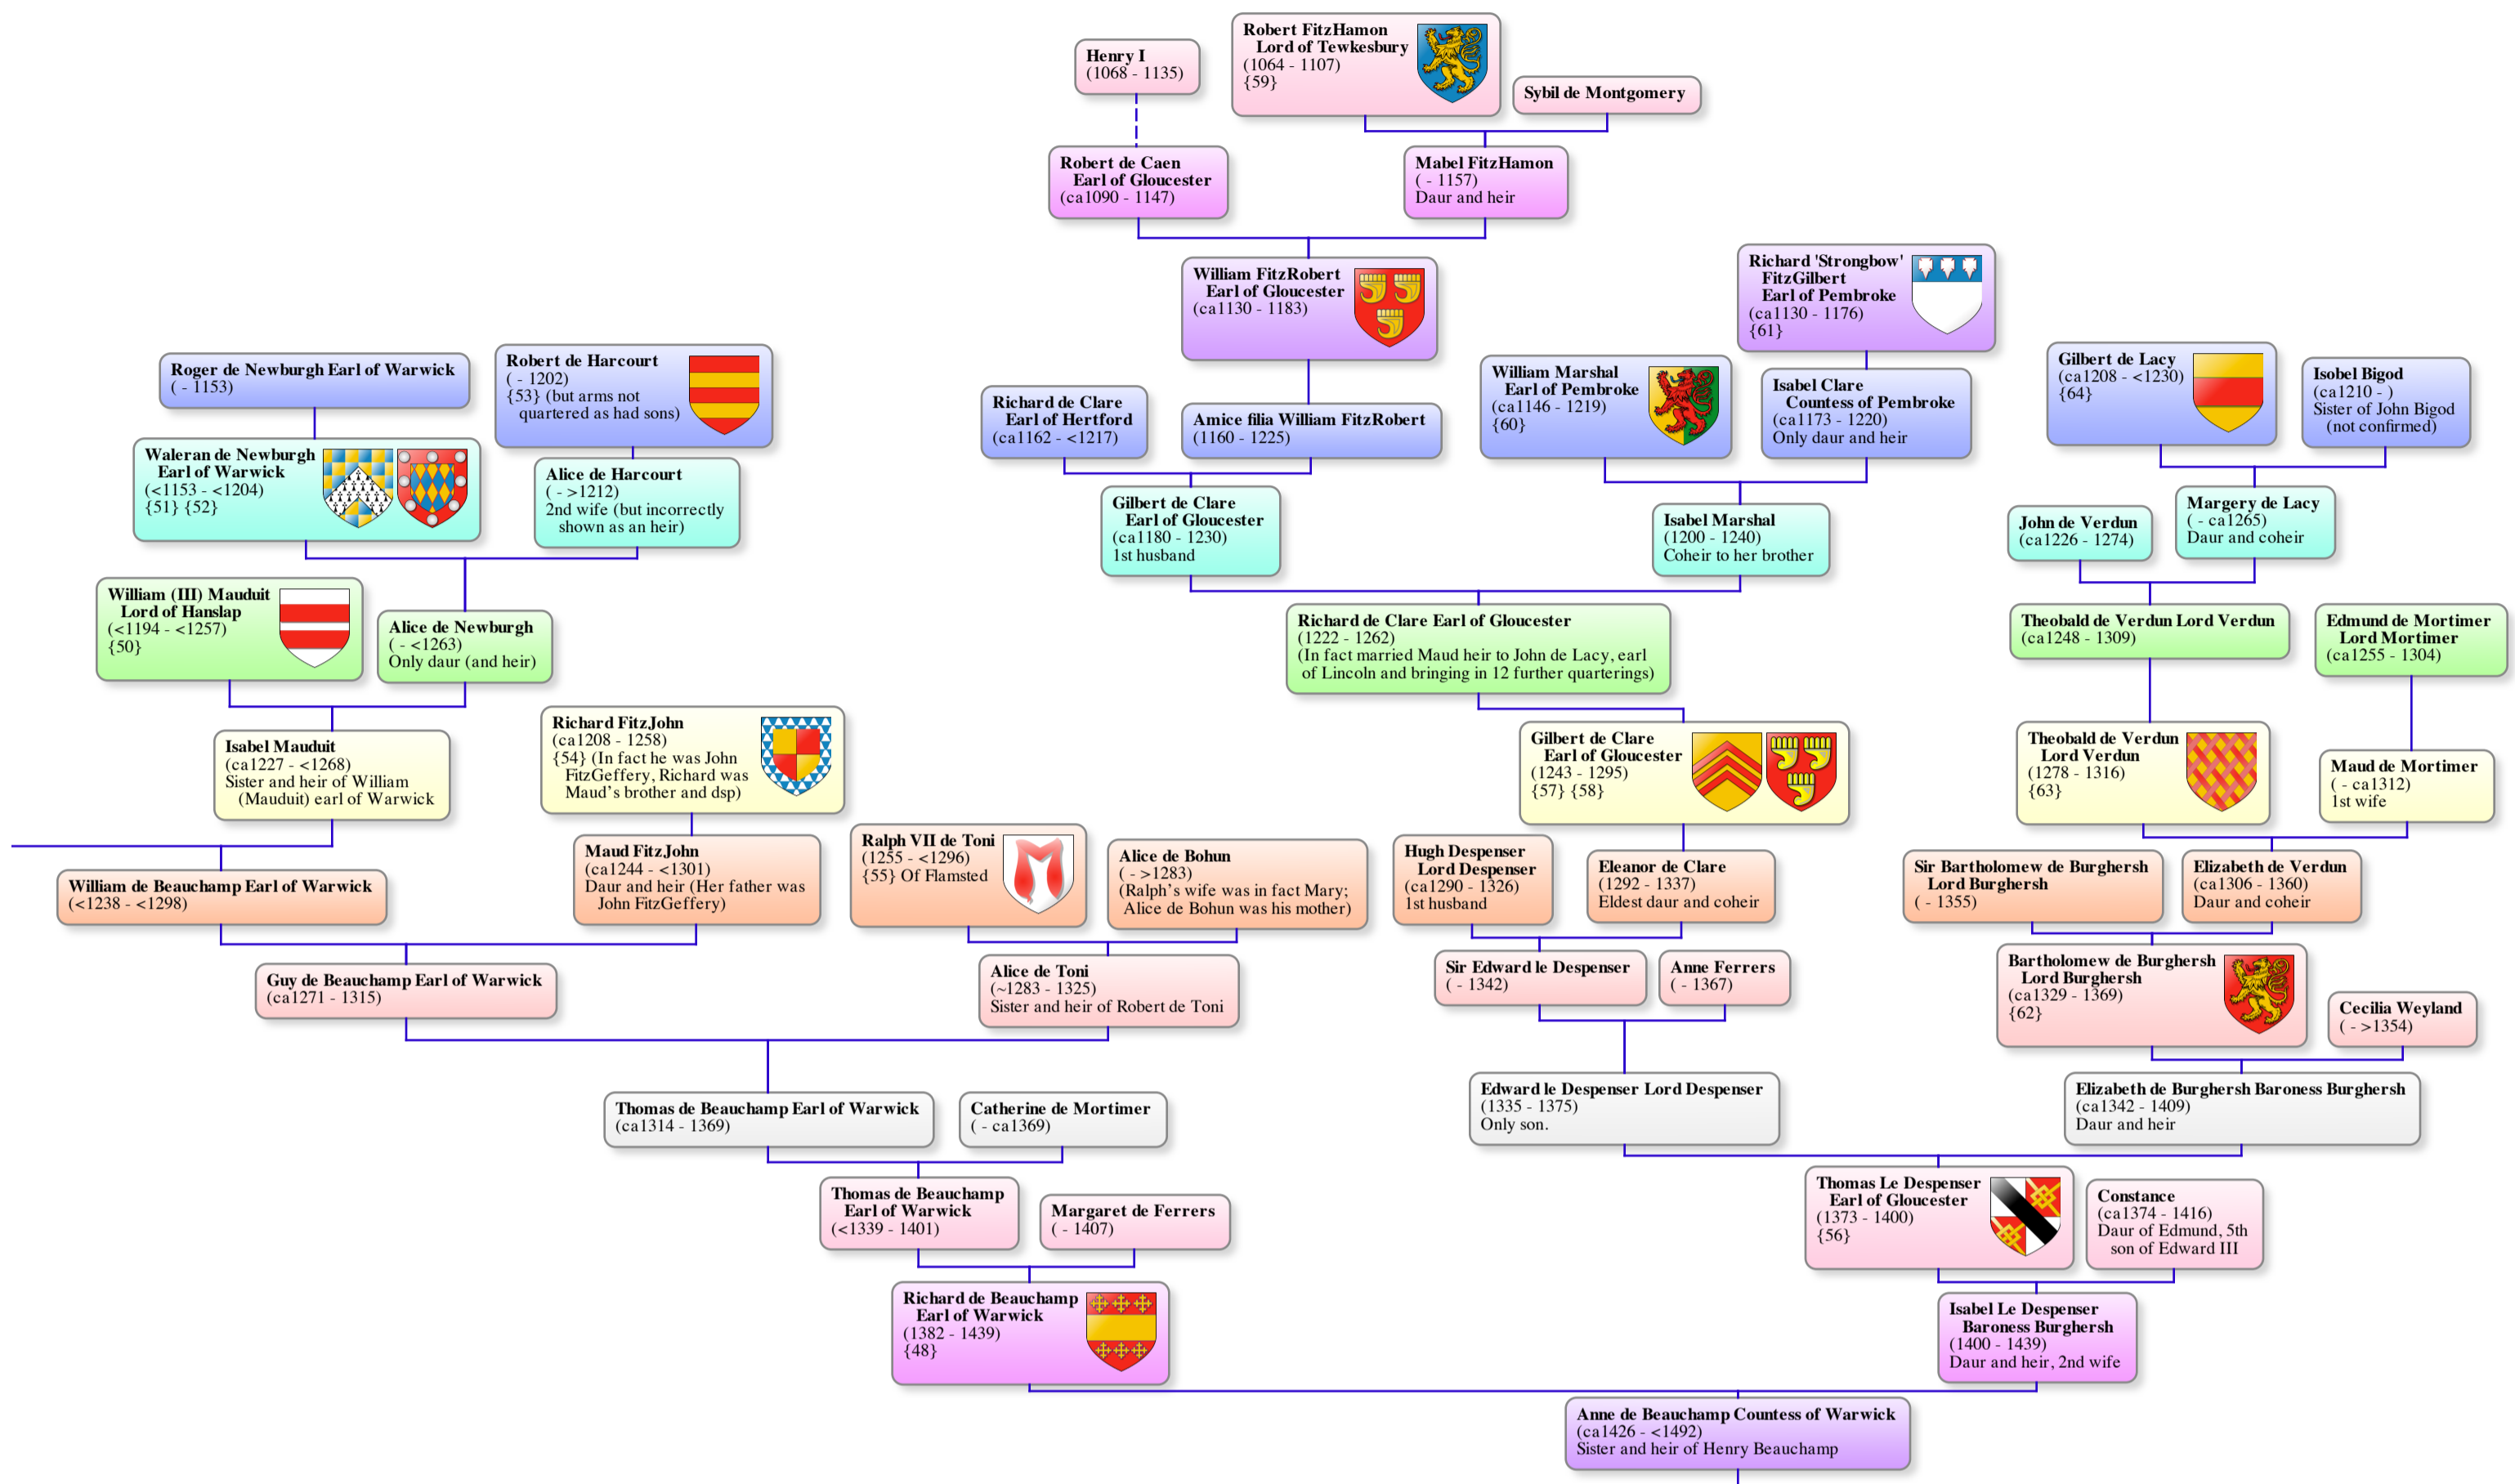 Henry I
(1068 - 1135)
Robert FitzHamon
Lord of Tewkesbury
(1064 - 1107)
{59}
Sybil de Montgomery
Robert de Caen
Earl of Gloucester
(ca1090 - 1147)
Mabel FitzHamon
( - 1157)
Daur and heir
William FitzRobert
Earl of Gloucester
(ca1130 - 1183)
Richard 'Strongbow'
FitzGilbert
Earl of Pembroke
(ca1130 - 1176)
{61}
Roger de Newburgh Earl of Warwick
( - 1153)
Robert de Harcourt
( - 1202)
{53} (but arms not
quartered as had sons)
Richard de Clare
Earl of Hertford
(ca1162 - <1217)
Amice filia William FitzRobert
(1160 - 1225)
William Marshal
Earl of Pembroke
(ca1146 - 1219)
{60}
Isabel Clare
Countess of Pembroke
(ca1173 - 1220)
Only daur and heir
Gilbert de Lacy
(ca1208 - <1230)
{64}
Isobel Bigod
(ca1210 - )
Sister of John Bigod
(not confirmed)
Waleran de Newburgh
Earl of Warwick
(<1153 - <1204)
{51} {52}
Alice de Harcourt
( - >1212)
2nd wife (but incorrectly
shown as an heir)
Gilbert de Clare
Earl of Gloucester
(ca1180 - 1230)
1st husband
Isabel Marshal
(1200 - 1240)
Coheir to her brother
John de Verdun
(ca1226 - 1274)
Margery de Lacy
( - ca1265)
Daur and coheir
William (III) Mauduit
Lord of Hanslap
(<1194 - <1257)
{50}
Alice de Newburgh
( - <1263)
Only daur (and heir)
Richard de Clare Earl of Gloucester
(1222 - 1262)
(In fact married Maud heir to John de Lacy, earl
of Lincoln and bringing in 12 further quarterings)
Theobald de Verdun Lord Verdun
(ca1248 - 1309)
Edmund de Mortimer
Lord Mortimer
(ca1255 - 1304)
Isabel Mauduit
(ca1227 - <1268)
Sister and heir of William
(Mauduit) earl of Warwick
Richard FitzJohn
(ca1208 - 1258)
{54} (In fact he was John
FitzGeffery, Richard was
Maud's brother and dsp)
Gilbert de Clare
Earl of Gloucester
(1243 - 1295)
{57} {58}
Theobald de Verdun
Lord Verdun
(1278 - 1316)
{63}
Maud de Mortimer
( - ca1312)
1st wife
William de Beauchamp Earl of Warwick
(<1238 - <1298)
Maud FitzJohn
(ca1244 - <1301)
Daur and heir (Her father was
John FitzGeffery)
Ralph VII de Toni
(1255 - <1296)
{55} Of Flamsted
Alice de Bohun
( - >1283)
(Ralph's wife was in fact Mary;
Alice de Bohun was his mother)
Hugh Despenser
Lord Despenser
(ca1290 - 1326)
1st husband
Eleanor de Clare
(1292 - 1337)
Eldest daur and coheir
Sir Bartholomew de Burghersh
Lord Burghersh
( - 1355)
Elizabeth de Verdun
(ca1306 - 1360)
Daur and coheir
Guy de Beauchamp Earl of Warwick
(ca1271 - 1315)
Alice de Toni
(~1283 - 1325)
Sister and heir of Robert de Toni
Sir Edward le Despenser
( - 1342)
Anne Ferrers
( - 1367)
Bartholomew de Burghersh
Lord Burghersh
(ca1329 - 1369)
{62}
Cecilia Weyland
( - >1354)
Thomas de Beauchamp Earl of Warwick
(ca1314 - 1369)
Catherine de Mortimer
( - ca1369)
Edward le Despenser Lord Despenser
(1335 - 1375)
Only son.
Elizabeth de Burghersh Baroness Burghersh
(ca1342 - 1409)
Daur and heir
Thomas de Beauchamp
Earl of Warwick
(<1339 - 1401)
Margaret de Ferrers
( - 1407)
Thomas Le Despenser
Earl of Gloucester
(1373 - 1400)
{56}
Constance
(ca1374 - 1416)
Daur of Edmund, 5th
son of Edward III
Richard de Beauchamp
Earl of Warwick
(1382 - 1439)
{48}
Isabel Le Despenser
Baroness Burghersh
(1400 - 1439)
Daur and heir, 2nd wife
Anne de Beauchamp Countess of Warwick
(ca1426 - <1492)
Sister and heir of Henry Beauchamp